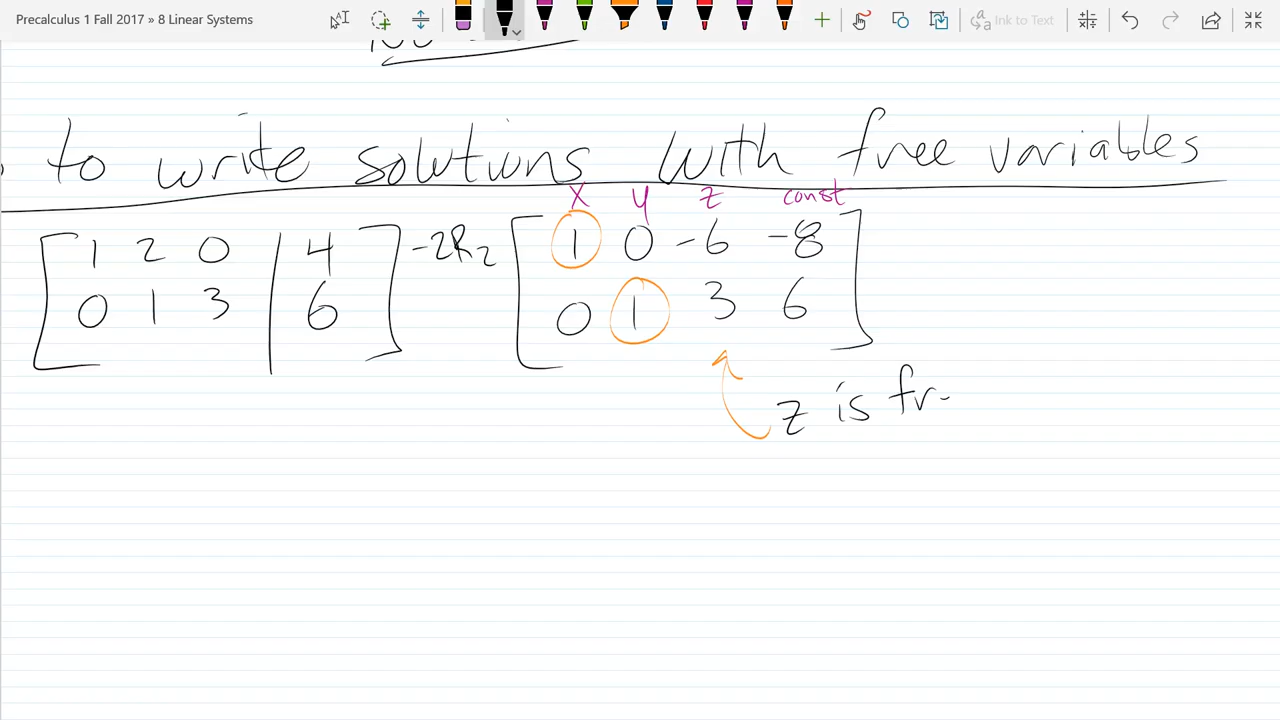 Precalculus 1 Fall 2017 » 8 Linear Systems
Ink to Text
to write solutions with free variables
x y z const
1 2 0 4 -2R2 1 0 -6 -8
0 1 3 6 0 1 3 6
z is fr